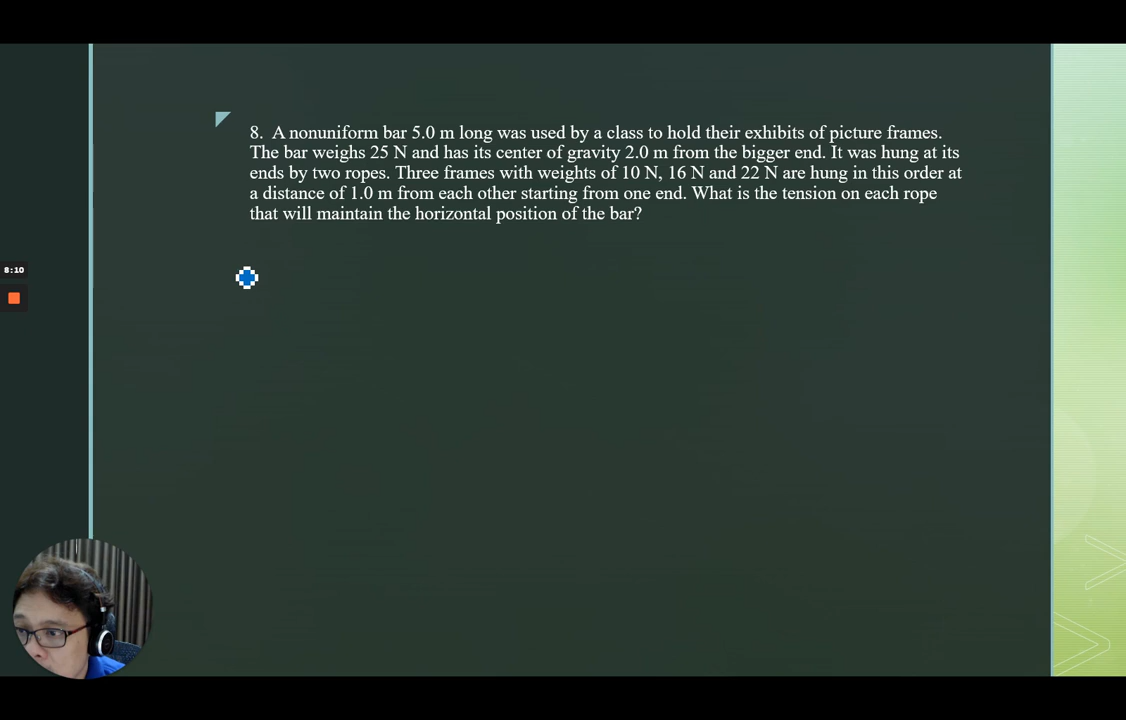 8. A nonuniform bar 5.0 m long was used by a class to hold their exhibits of picture frames.
The bar weighs 25 N and has its center of gravity 2.0 m from the bigger end. It was hung at its
ends by two ropes. Three frames with weights of 10 N, 16 N and 22 N are hung in this order at
a distance of 1.0 m from each other starting from one end. What is the tension on each rope
that will maintain the horizontal position of the bar?
8:10